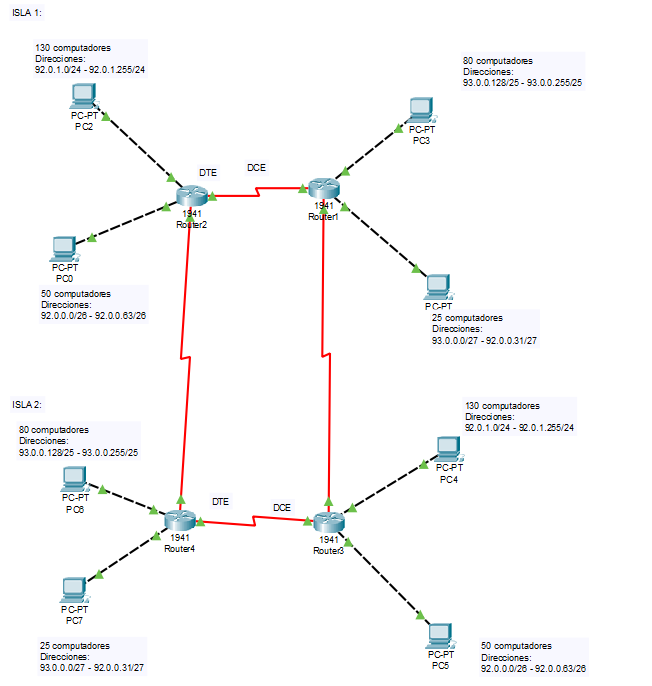 ISLA 1:
130 computadores
Direcciones:
92.0.1.0/24 - 92.0.1.255/24
PC-PT
PC2
80 computadores
Direcciones:
93.0.0.128/25 - 93.0.0.255/25
PC-PT
PC3
DTE
DCE
1941
Router2
1941
Router1
PC-PT
PC0
50 computadores
Direcciones:
92.0.0.0/26 - 92.0.0.63/26
PC-PT
25 computadores
Direcciones:
93.0.0.0/27 - 92.0.0.31/27
ISLA 2:
80 computadores
Direcciones:
93.0.0.128/25 - 93.0.0.255/25
PC-PT
PC6
130 computadores
Direcciones:
92.0.1.0/24 - 92.0.1.255/24
PC-PT
PC4
DTE
DCE
1941
Router4
1941
Router3
PC-PT
PC7
25 computadores
Direcciones:
93.0.0.0/27 - 92.0.0.31/27
PC-PT
PC5
50 computadores
Direcciones:
92.0.0.0/26 - 92.0.0.63/26